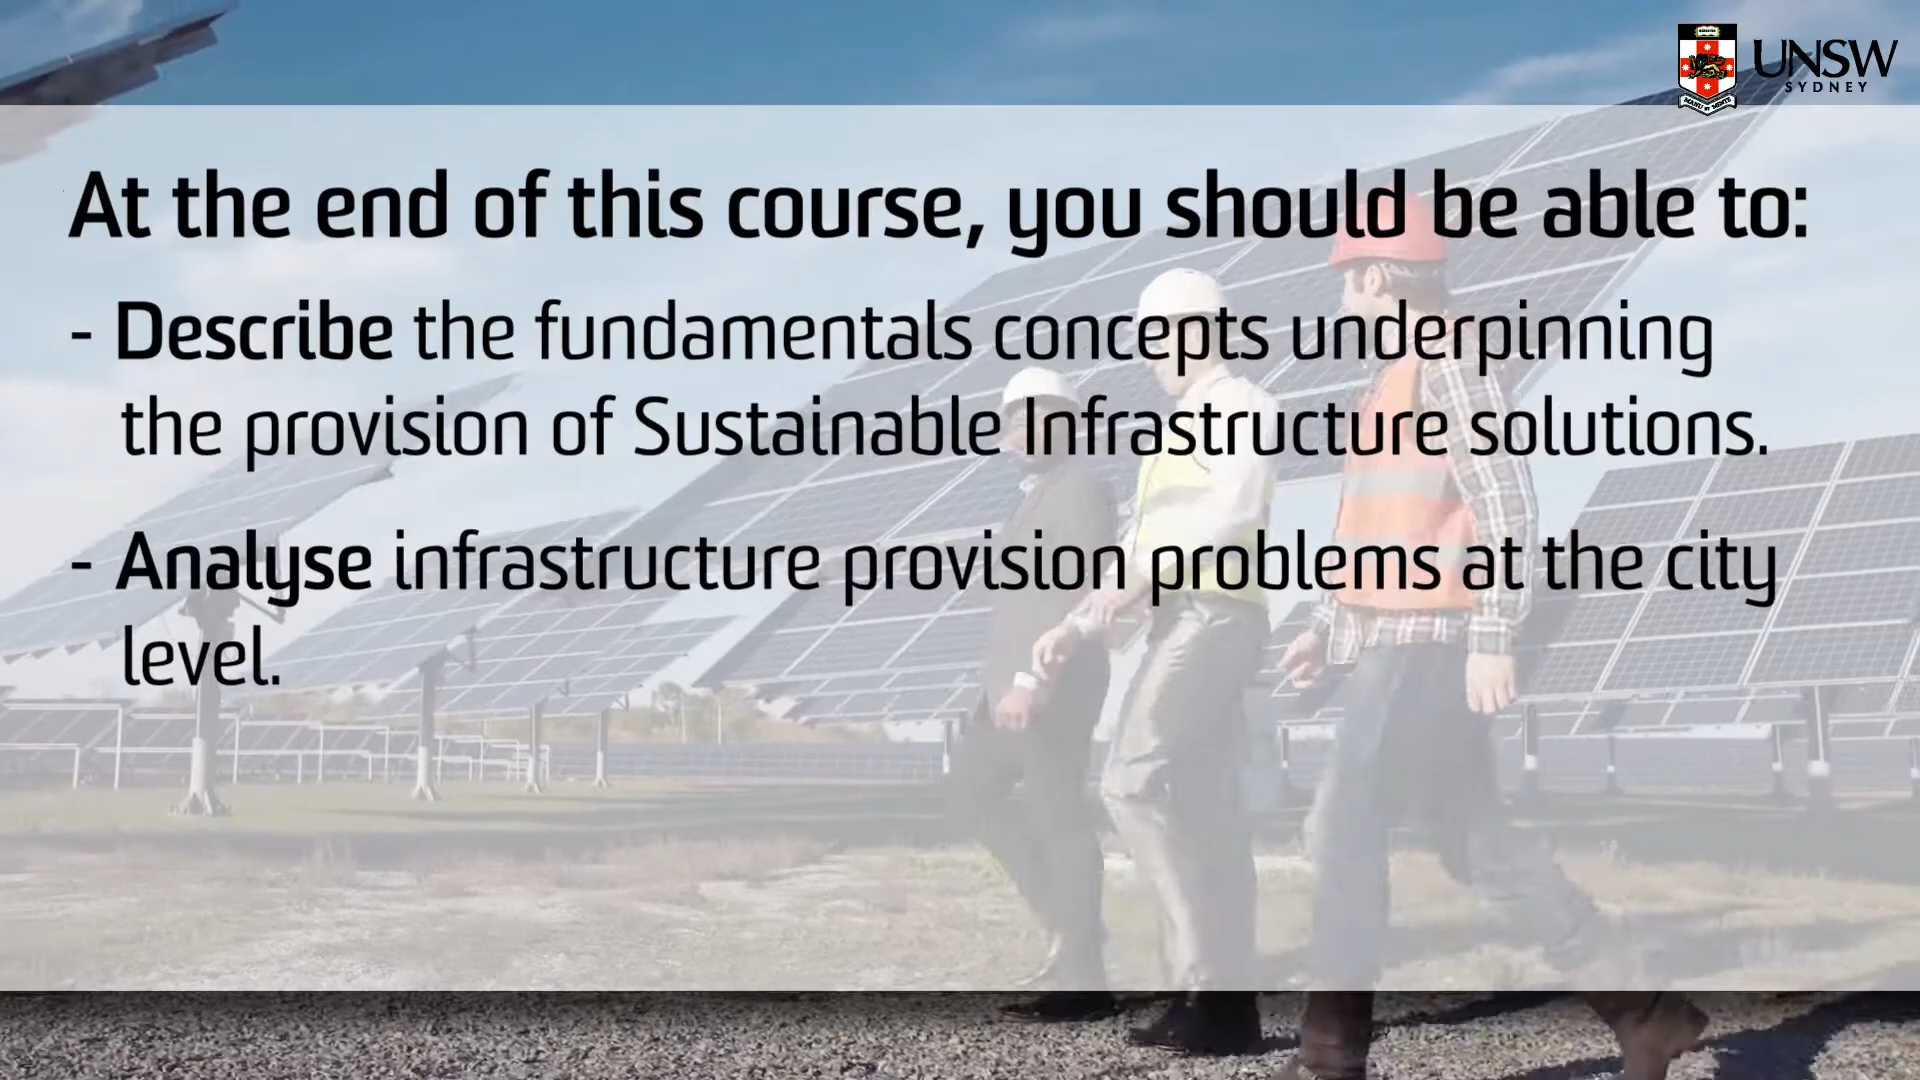 UNSW
SYDNEY
At the end of this course, you should be able to:
- Describe the fundamentals concepts underpinning
the provision of Sustainable Infrastructure solutions.
- Analyse infrastructure provision problems at the city
level.